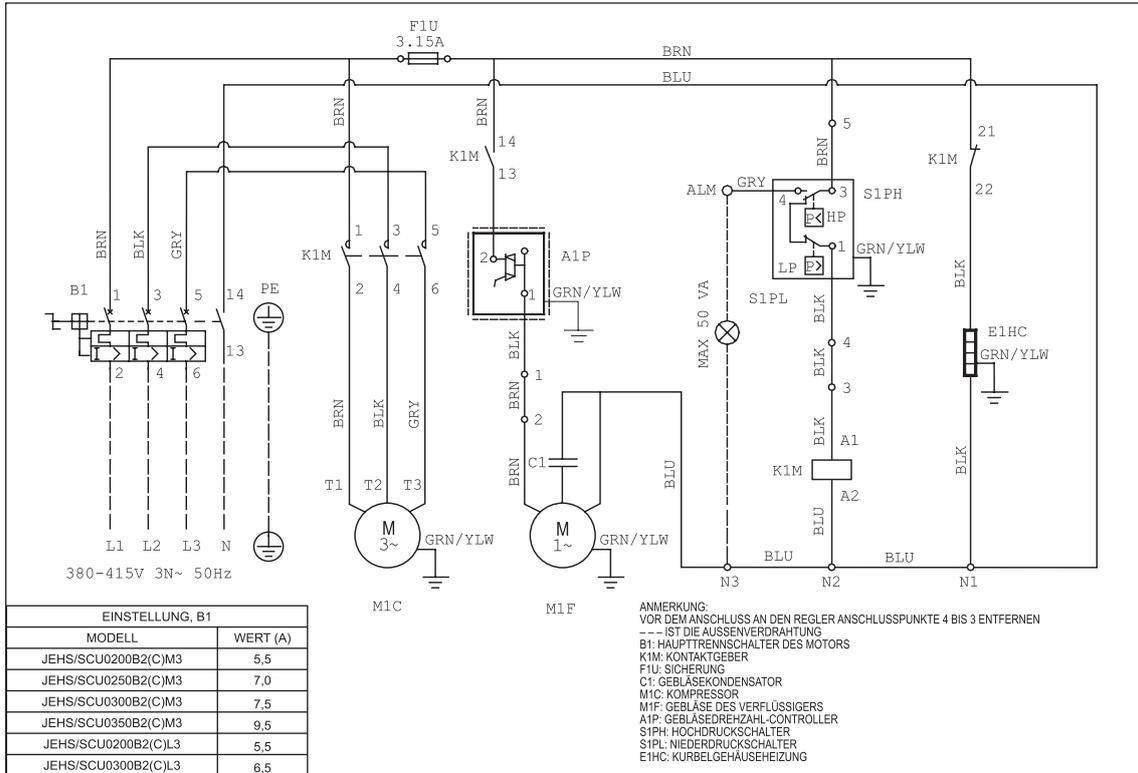 F1U
3.15A
BRN
BLU
BRN
BRN
14
K1M
13
5
BRN
21
K1M
22
BRN
BLK
GRY
1
3
5
K1M
2
4
6
2
A1P
1
GRN/YLW
ALM
GRY
4
3
S1PH
P<
HP
1
GRN/YLW
LP
P>
S1PL
B1
1
3
5
14
PE
I>
I>
I>
13
2
4
6
BLK
1
BRN
2
BRN
C1
BLU
MAX 50 VA
BLK
4
BLK
3
BLK
A1
K1M
A2
BLU
BLK
E1HC
GRN/YLW
BLK
BRN
BLK
GRY
T1
T2
T3
M
3~
GRN/YLW
M
1~
GRN/YLW
L1
L2
L3
N
380-415V 3N~ 50Hz
M1C
M1F
BLU
BLU
N3
N2
N1
EINSTELLUNG, B1
MODELL WERT (A)
JEHS/SCU0200B2(C)M3 5,5
JEHS/SCU0250B2(C)M3 7,0
JEHS/SCU0300B2(C)M3 7,5
JEHS/SCU0350B2(C)M3 9,5
JEHS/SCU0200B2(C)L3 5,5
JEHS/SCU0300B2(C)L3 6,5
ANMERKUNG:
VOR DEM ANSCHLUSS AN DEN REGLER ANSCHLUSSPUNKTE 4 BIS 3 ENTFERNEN
---- IST DIE AUSSENVERDRAHTUNG
B1: HAUPTTRENNSCHALTER DES MOTORS
K1M: KONTAKTGEBER
F1U: SICHERUNG
C1: GEBLÄSEKONDENSATOR
M1C: KOMPRESSOR
M1F: GEBLÄSE DES VERFLÜSSIGERS
A1P: GEBLÄSEDREHZAHL-CONTROLLER
S1PH: HOCHDRUCKSCHALTER
S1PL: NIEDERDRUCKSCHALTER
E1HC: KURBELGEHÄUSEHEIZUNG